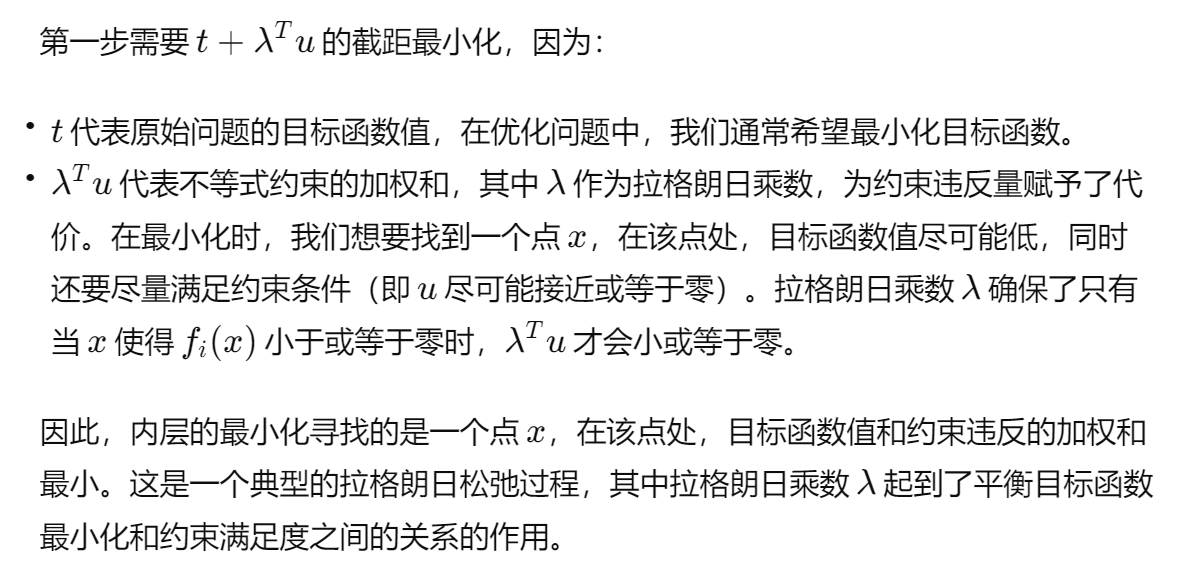 第一步需要 t + λᵀu 的截距最小化，因为：
• t 代表原始问题的目标函数值，在优化问题中，我们通常希望最小化目标函数。
• λᵀu 代表不等式约束的加权和，其中 λ 作为拉格朗日乘数，为约束违反量赋予了代
价。在最小化时，我们想要找到一个点 x，在该点处，目标函数值尽可能低，同时
还要尽量满足约束条件（即 u 尽可能接近或等于零）。拉格朗日乘数 λ 确保了只有
当 x 使得 fᵢ(x) 小于或等于零时，λᵀu 才会小或等于零。
因此，内层的最小化寻找的是一个点 x，在该点处，目标函数值和约束违反的加权和
最小。这是一个典型的拉格朗日松弛过程，其中拉格朗日乘数 λ 起到了平衡目标函数
最小化和约束满足度之间的关系的作用。